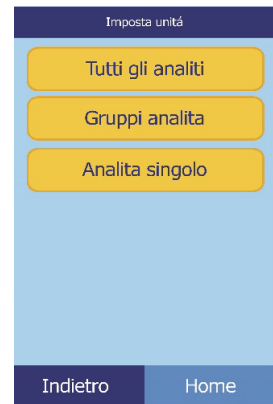 Imposta unitá
Tutti gli analiti
Gruppi analita
Analita singolo
Indietro Home